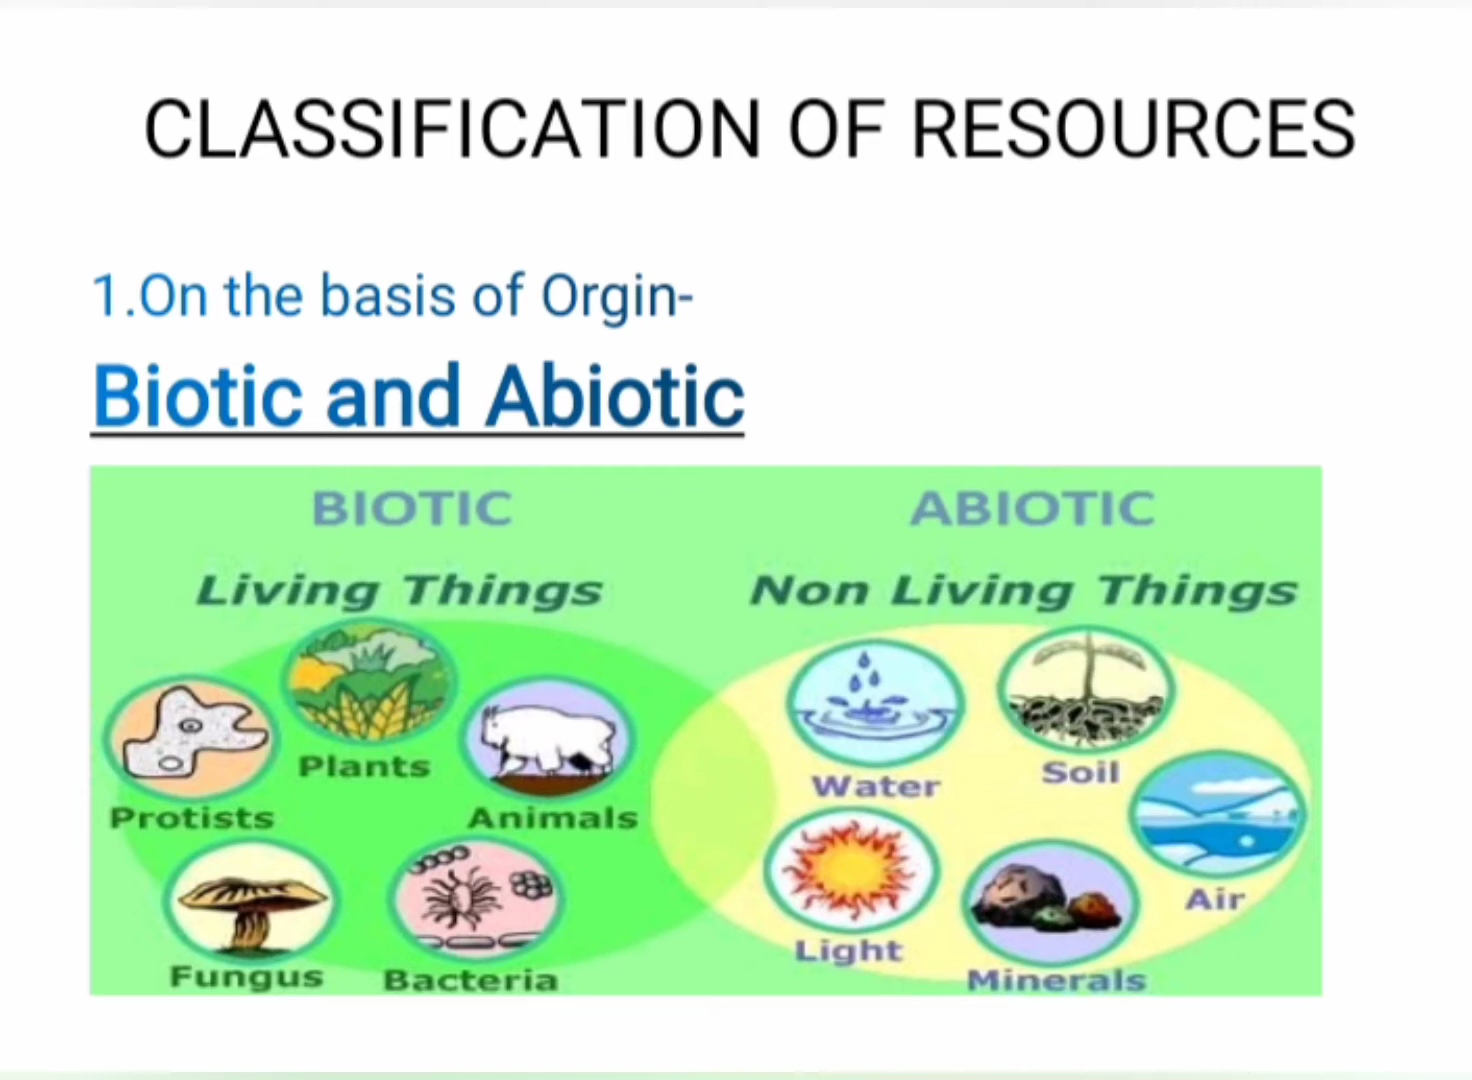 CLASSIFICATION OF RESOURCES
1.On the basis of Orgin-
Biotic and Abiotic
BIOTIC
Living Things
Plants
Protists
Animals
Fungus
Bacteria
ABIOTIC
Non Living Things
Water
Soil
Air
Light
Minerals